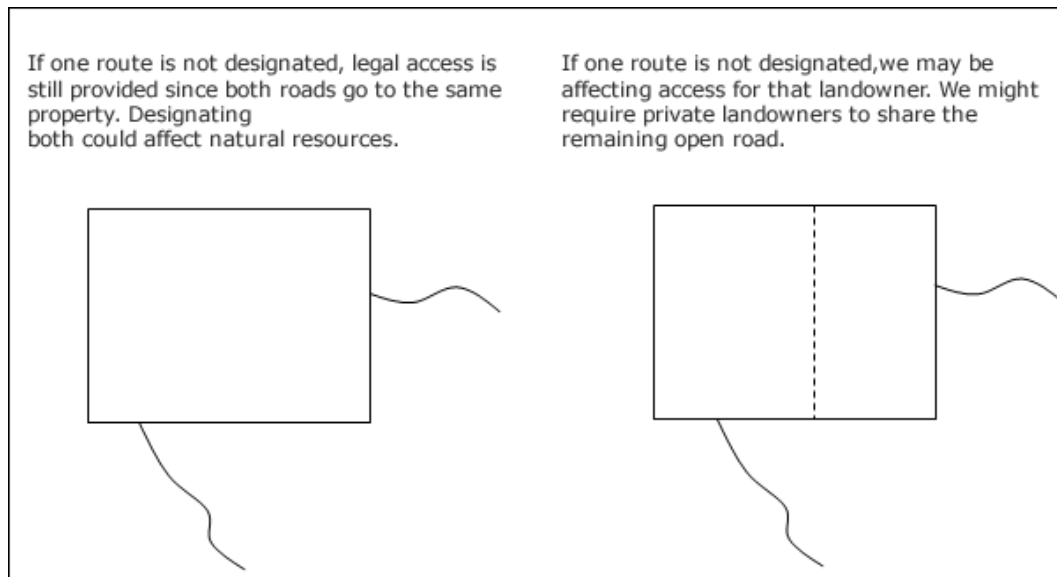 If one route is not designated, legal access is
still provided since both roads go to the same
property. Designating
both could affect natural resources.
If one route is not designated,we may be
affecting access for that landowner. We might
require private landowners to share the
remaining open road.